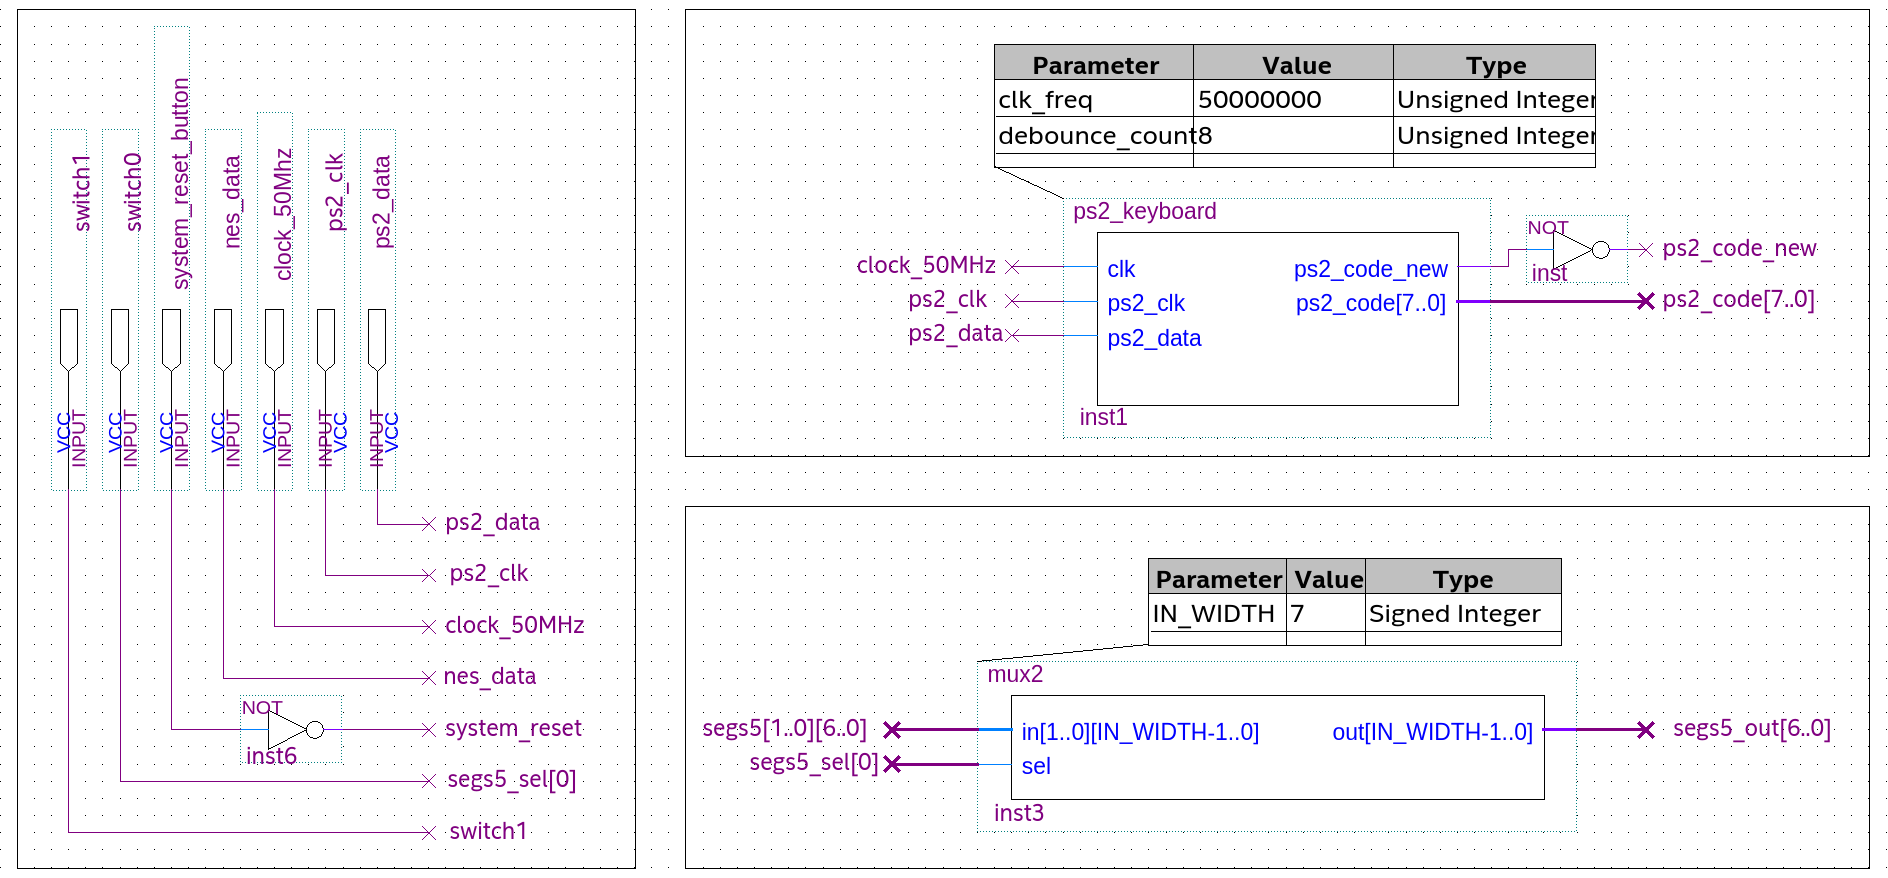 switch1
switch0
system_reset_button
nes_data
clock_50Mhz
ps2_clk
ps2_data
VCC
INPUT
VCC
INPUT
VCC
INPUT
VCC
INPUT
VCC
INPUT
INPUT
VCC
INPUT
VCC
ps2_data
ps2_clk
clock_50MHz
nes_data
NOT
system_reset
inst6
segs5_sel[0]
switch1
Parameter Value Type
clk_freq 50000000 Unsigned Integer
debounce_count 8 Unsigned Integer
ps2_keyboard
clock_50MHz clk ps2_code_new
ps2_clk ps2_clk ps2_code[7..0]
ps2_data ps2_data
inst1
NOT
ps2_code_new
inst
ps2_code[7..0]
Parameter Value Type
IN_WIDTH 7 Signed Integer
mux2
segs5[1..0][6..0] in[1..0][IN_WIDTH-1..0] out[IN_WIDTH-1..0] segs5_out[6..0]
segs5_sel[0] sel
inst3